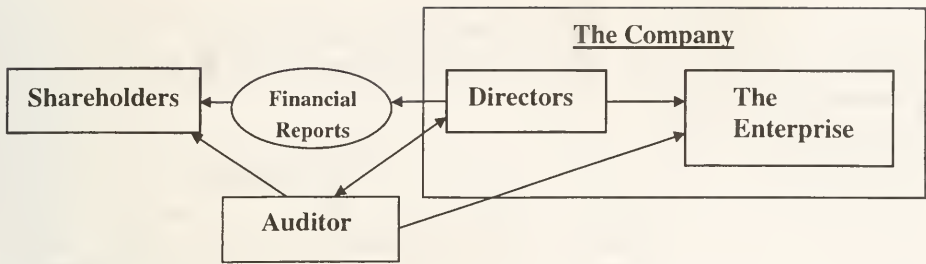 The Company
Shareholders
Financial
Reports
Directors
The
Enterprise
Auditor